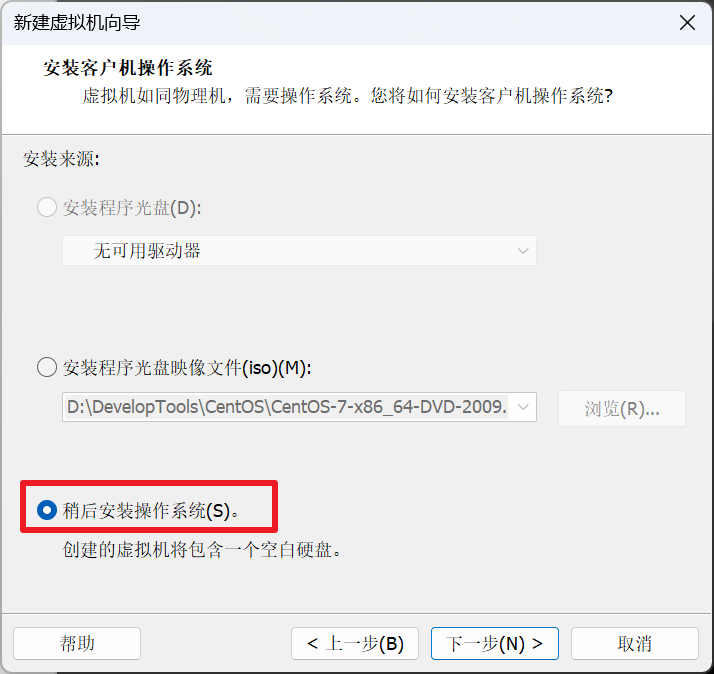 新建虚拟机向导
安装客户机操作系统
虚拟机如同物理机，需要操作系统。您将如何安装客户机操作系统?
安装来源:
安装程序光盘(D):
无可用驱动器
安装程序光盘映像文件(iso)(M):
D:\DevelopTools\CentOS\CentOS-7-x86_64-DVD-2009.
浏览(R)...
稍后安装操作系统(S)。
创建的虚拟机将包含一个空白硬盘。
帮助
< 上一步(B)
下一步(N) >
取消